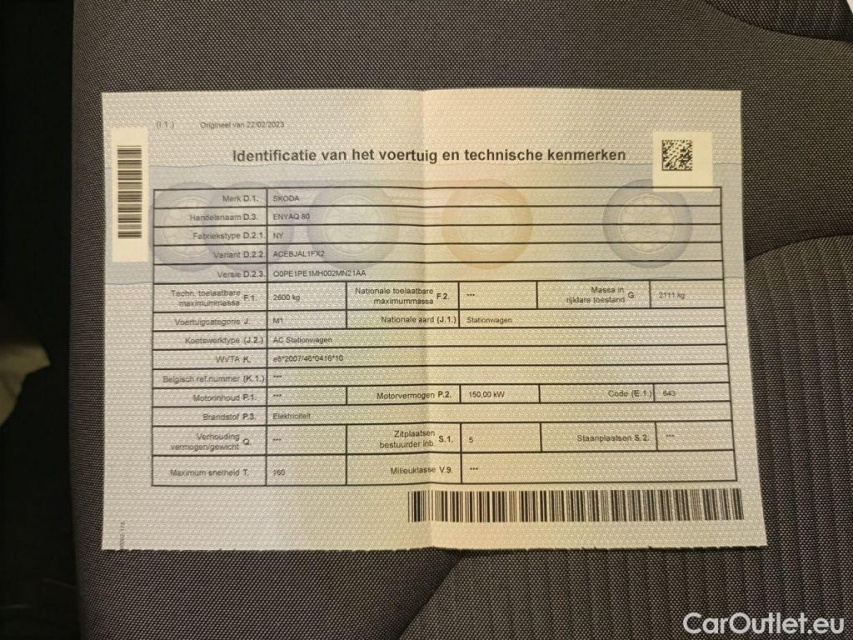 (I.1.) Origineel van 22/02/2023
Identificatie van het voertuig en technische kenmerken
Merk D.1. SKODA
Handelsnaam D.3. ENYAQ 80
Fabriekstype D.2.1. NY
Variant D.2.2. ACEBJAL1FX2
Versie D.2.3. O0PE1PE1MH002MN21AA
Techn. toelaatbare maximummassa F.1. 2600 kg Nationale toelaatbare maximummassa F.2. --- Massa in rijklare toestand G 2111 kg
Voertuigcategorie J. M1 Nationale aard (J.1.) Stationwagen
Koetswerktype (J.2.) AC Stationwagen
WVTA K. e8*2007/46*0416*10
Belgisch ref.nummer (K.1.) ---
Motorinhoud P.1. --- Motorvermogen P.2. 150,00 kW Code (E.1.) 643
Brandstof P.3. Elektriciteit
Verhouding vermogen/gewicht Q. --- Zitplaatsen bestuurder inb. S.1. 5 Staanplaatsen S.2. ---
Maximum snelheid T. 160 Milieuklasse V.9. ---
CarOutlet.eu